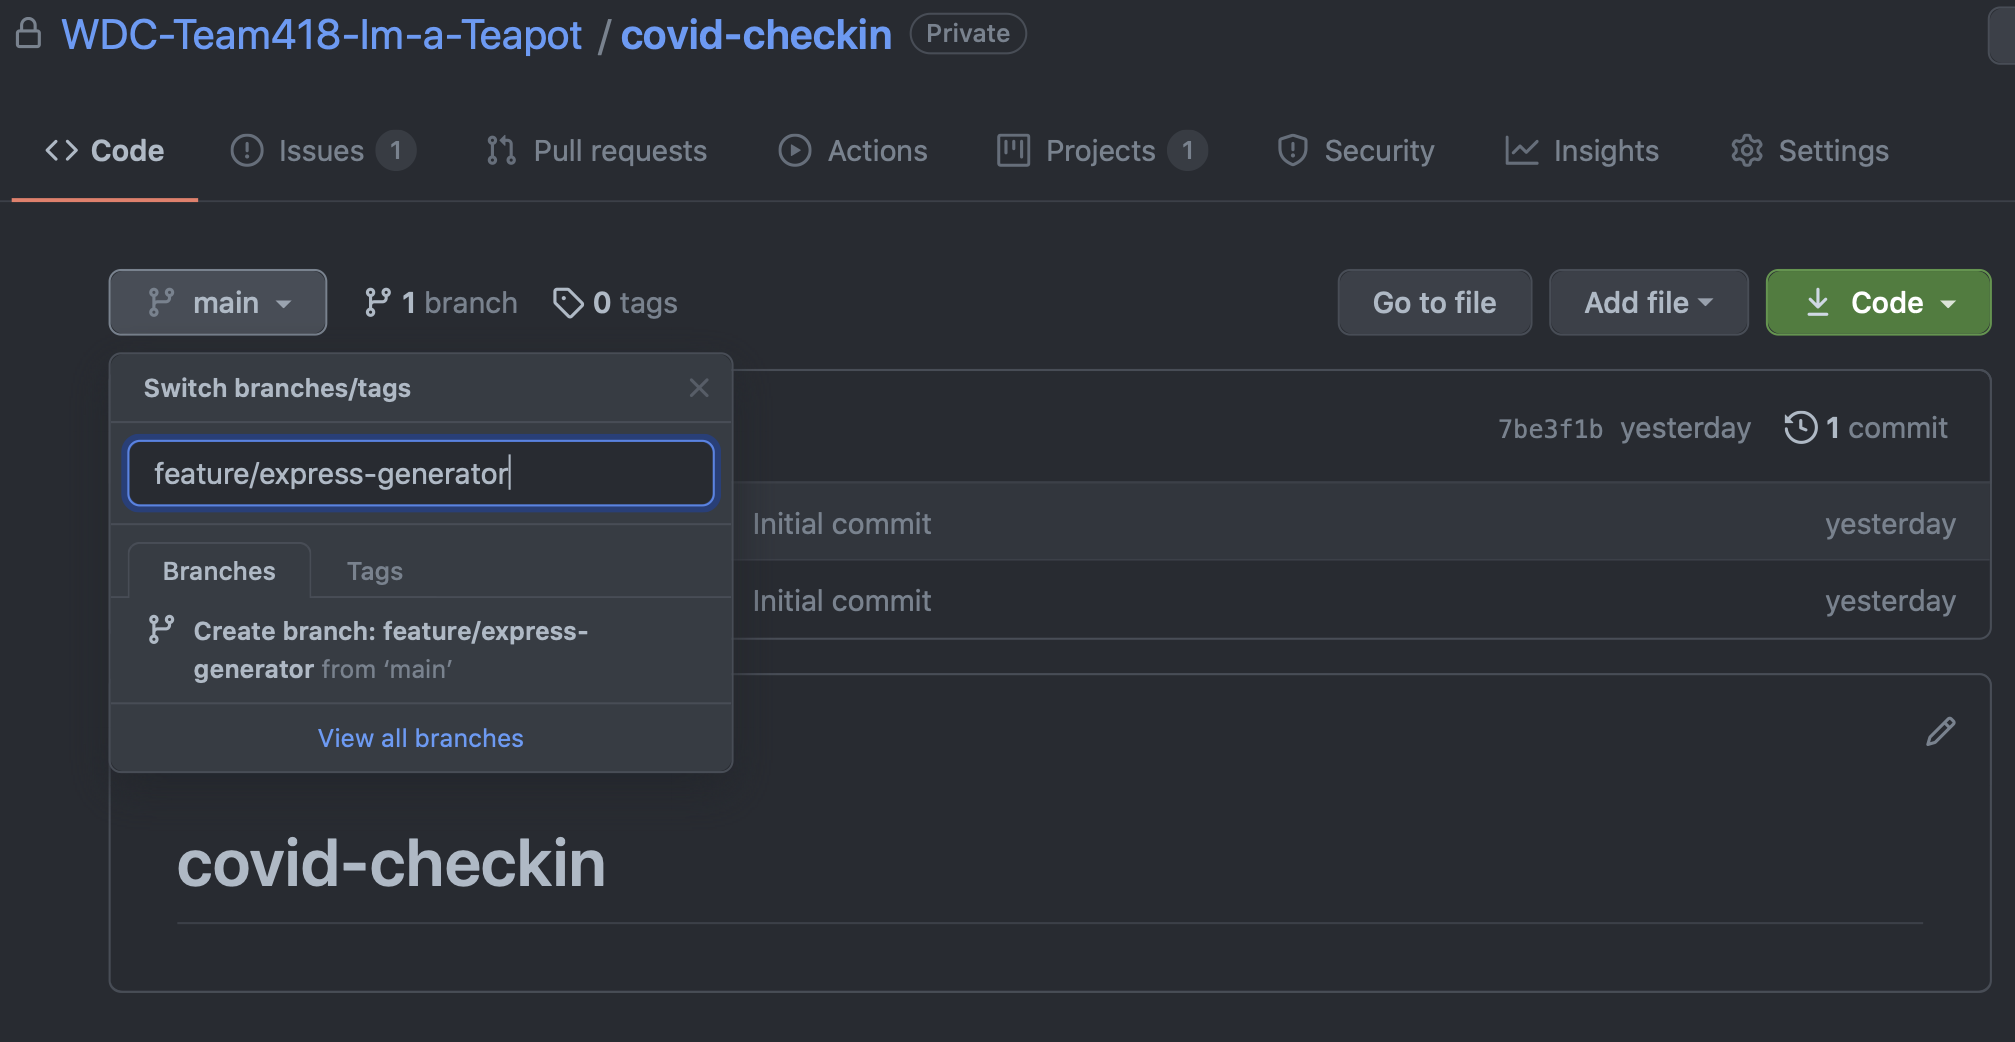 WDC-Team418-Im-a-Teapot / covid-checkin Private
Code Issues 1 Pull requests Actions Projects 1 Security Insights Settings
main 1 branch 0 tags Go to file Add file Code
Switch branches/tags
feature/express-generator
Branches Tags
Create branch: feature/express-
generator from ‘main’
View all branches
7be3f1b yesterday 1 commit
Initial commit yesterday
Initial commit yesterday
covid-checkin